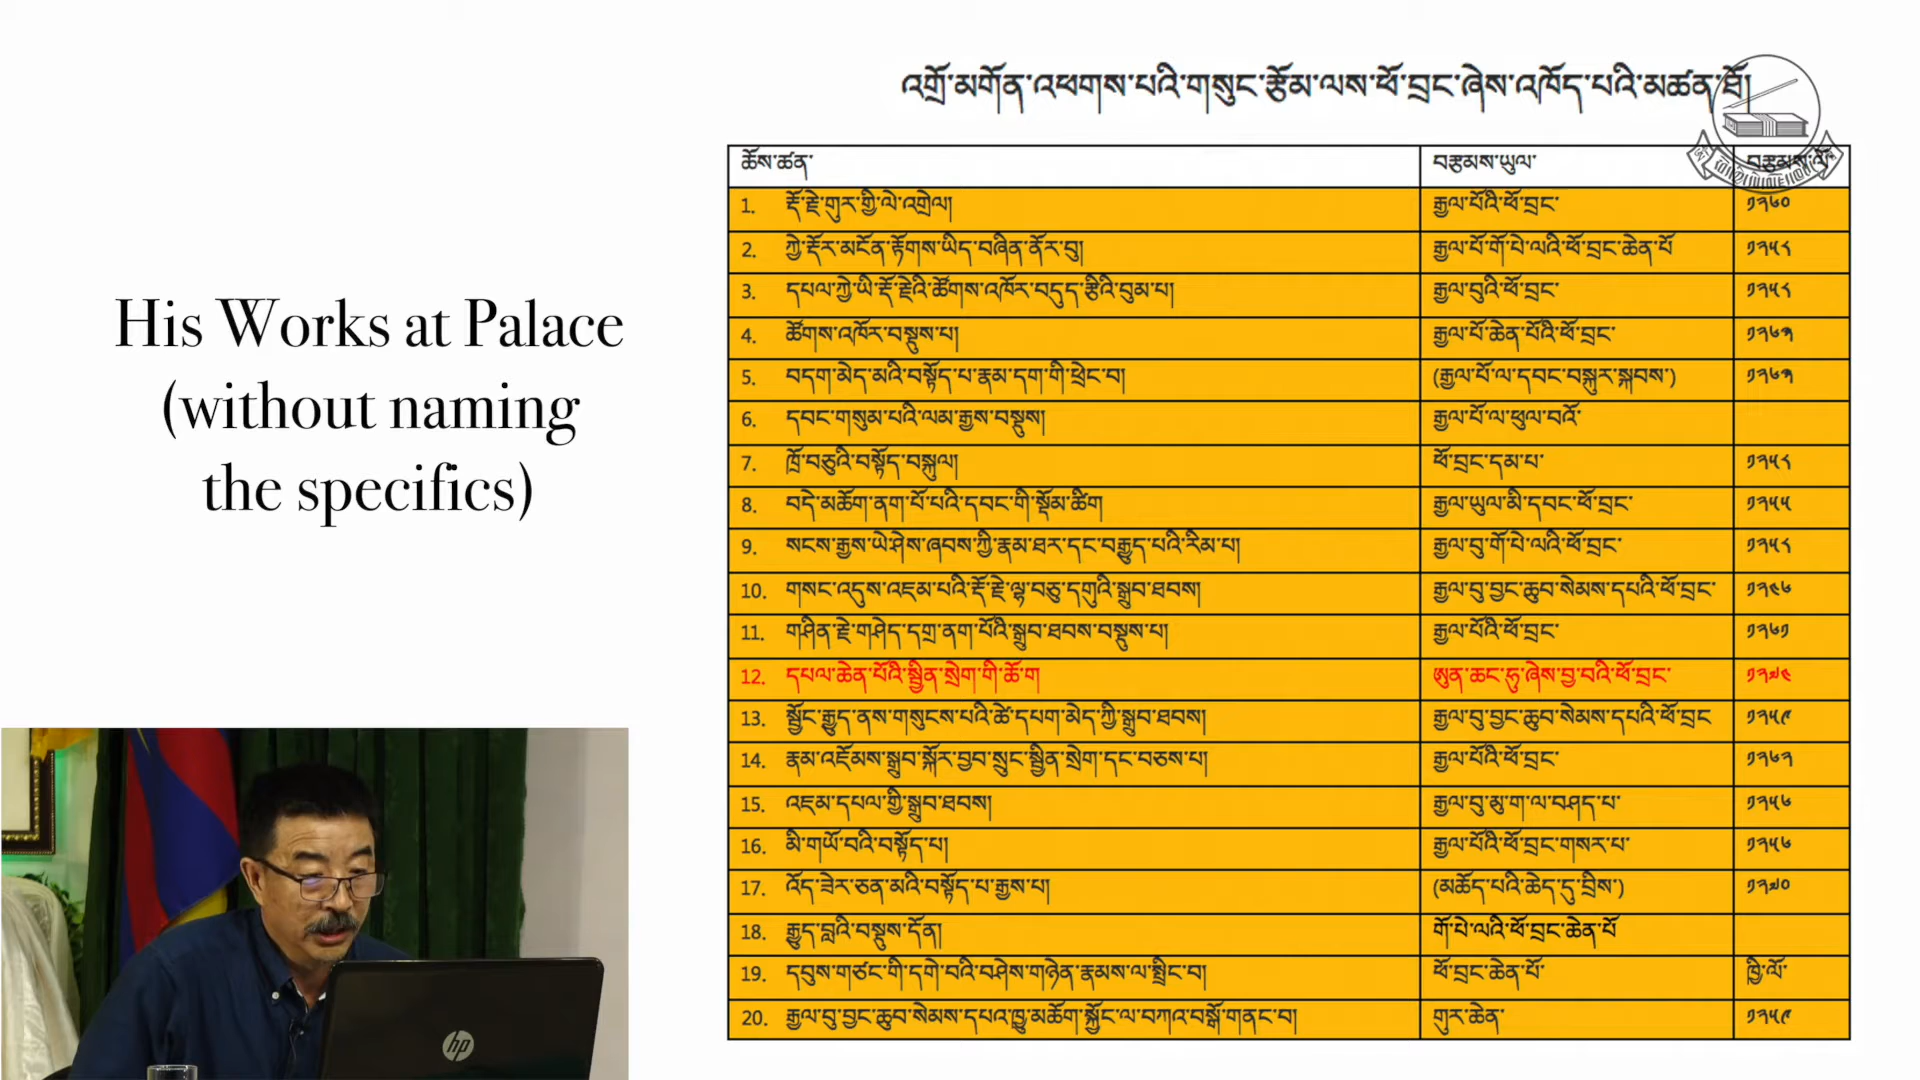 འགྲོ་མགོན་འཕགས་པའི་གསུང་རྩོམ་ལས་ཕོ་བྲང་ཞེས་འཁོད་པའི་མཚན་ཐོ།
His Works at Palace
(without naming
the specifics)
ཆོས་ཚན་ བརྩམས་ཡུལ་ བརྩམས་ལོ་
1. རྡོ་རྗེ་གུར་གྱི་ལེ་འགྲེལ། རྒྱལ་པོའི་ཕོ་བྲང་ ༡༢༦༠
2. ཀྱེ་རྡོར་མངོན་རྟོགས་ཡིད་བཞིན་ནོར་བུ། རྒྱལ་པོ་གོ་པེ་ལའི་ཕོ་བྲང་ཆེན་པོ ༡༢༥༨
3. དཔལ་ཀྱེ་ཡི་རྡོ་རྗེའི་ཚོགས་འཁོར་བདུད་རྩིའི་བུམ་པ། རྒྱལ་བུའི་ཕོ་བྲང་ ༡༢༥༨
4. ཚོགས་འཁོར་བསྡུས་པ། རྒྱལ་པོ་ཆེན་པོའི་ཕོ་བྲང་ ༡༢༦༣
5. བདག་མེད་མའི་བསྟོད་པ་རྣམ་དག་གི་ཕྲེང་བ། (རྒྱལ་པོ་ལ་དབང་བསྐུར་སྐབས་) ༡༢༦༣
6. དབང་གསུམ་པའི་ལམ་རྒྱས་བསྡུས། རྒྱལ་པོ་ལ་ཕུལ་བའོ་
7. ཁྲོ་བཅུའི་བསྟོད་བསྐུལ། ཕོ་བྲང་དམ་པ་ ༡༢༥༨
8. བདེ་མཆོག་ནག་པོ་པའི་དབང་གི་སྡོམ་ཚིག རྒྱལ་ཡུལ་མི་དབང་ཕོ་བྲང་ ༡༢༥༥
9. སངས་རྒྱས་ཡེ་ཤེས་ཞབས་ཀྱི་རྣམ་ཐར་དང་བརྒྱུད་པའི་རིམ་པ། རྒྱལ་བུ་གོ་པེ་ལའི་ཕོ་བྲང་ ༡༢༥༨
10. གསང་འདུས་འཇམ་པའི་རྡོ་རྗེ་ལྷ་བཅུ་དགུའི་སྒྲུབ་ཐབས། རྒྱལ་བུ་བྱང་ཆུབ་སེམས་དཔའི་ཕོ་བྲང་ ༡༢༥༦
11. གཤིན་རྗེ་གཤེད་དགྲ་ནག་པོའི་སྒྲུབ་ཐབས་བསྡུས་པ། རྒྱལ་པོའི་ཕོ་བྲང་ ༡༢༦༡
12. དཔལ་ཆེན་པོའི་སྦྱིན་སྲེག་གི་ཆོ་ག ཨུན་ཆང་ཧུ་ཞེས་བྱ་བའི་ཕོ་བྲང་ ༡༢༧༤
13. སྦྱོང་རྒྱུད་ནས་གསུངས་པའི་ཚེ་དཔག་མེད་ཀྱི་སྒྲུབ་ཐབས། རྒྱལ་བུ་བྱང་ཆུབ་སེམས་དཔའི་ཕོ་བྲང ༡༢༥༩
14. རྣམ་འཇོམས་སྒྲུབ་སྐོར་བྱབ་སྲུང་སྦྱིན་སྲེག་དང་བཅས་པ། རྒྱལ་པོའི་ཕོ་བྲང་ ༡༢༦༢
15. འཇམ་དཔལ་གྱི་སྒྲུབ་ཐབས། རྒྱལ་བུ་མུ་ག་ལ་བཤད་པ་ ༡༢༥༦
16. མི་གཡོ་བའི་བསྟོད་པ། རྒྱལ་པོའི་ཕོ་བྲང་གསར་པ་ ༡༢༥༦
17. འོད་ཟེར་ཅན་མའི་བསྟོད་པ་རྒྱས་པ། (མཆོད་པའི་ཆེད་དུ་བྲིས་) ༡༢༧༠
18. རྒྱུད་བླའི་བསྡུས་དོན། གོ་པེ་ལའི་ཕོ་བྲང་ཆེན་པོ
19. དབུས་གཙང་གི་དགེ་བའི་བཤེས་གཉེན་རྣམས་ལ་སྤྲིང་བ། ཕོ་བྲང་ཆེན་པོ་ ཁྱི་ལོ་
20. རྒྱལ་བུ་བྱང་ཆུབ་སེམས་དཔའ་ཁྱུ་མཆོག་སྐྱོང་ལ་བཀའ་བསྒོ་གནང་བ། གུར་ཆེན་ ༡༢༥༩
hp